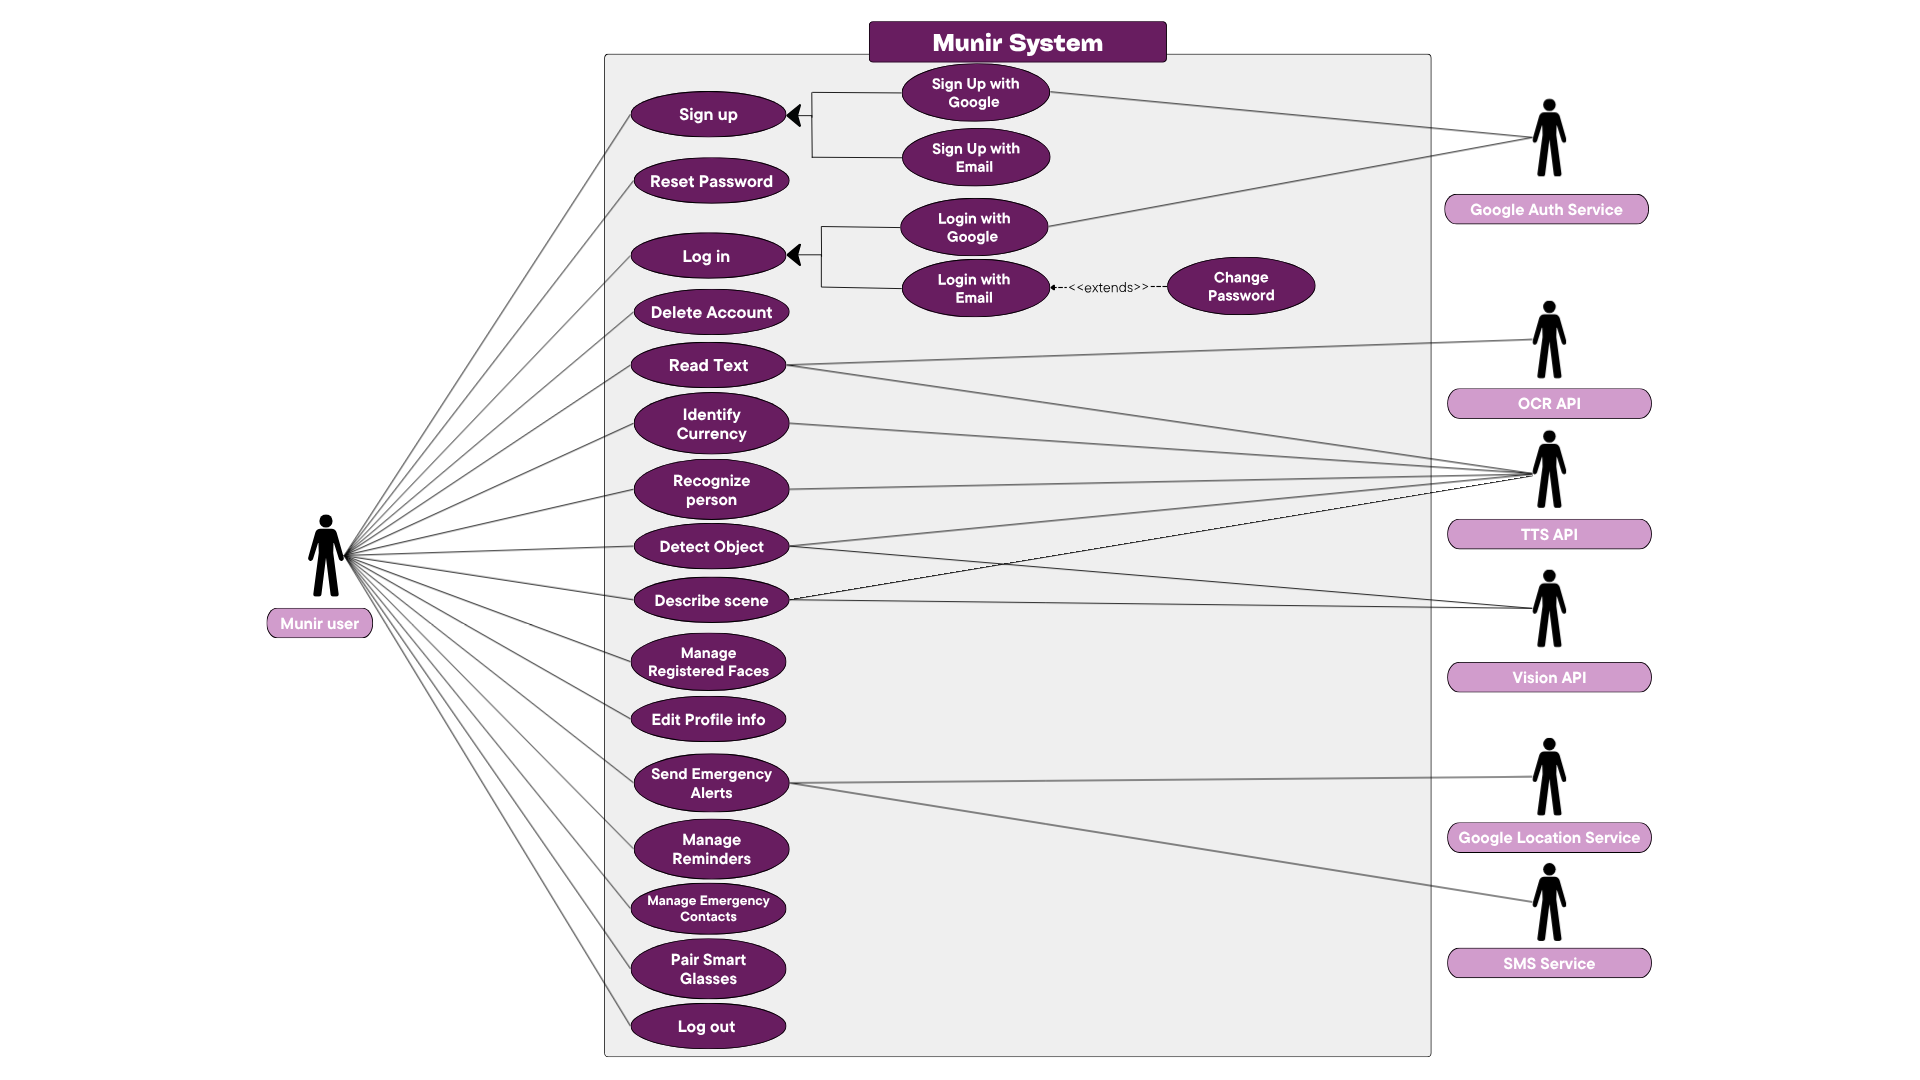 Munir System
Sign up
Sign Up with
Google
Sign Up with
Email
Reset Password
Log in
Login with
Google
Login with
Email
<<extends>>
Change
Password
Delete Account
Read Text
Identify
Currency
Recognize
person
Detect Object
Describe scene
Manage
Registered Faces
Edit Profile info
Send Emergency
Alerts
Manage
Reminders
Manage Emergency
Contacts
Pair Smart
Glasses
Log out
Munir user
Google Auth Service
OCR API
TTS API
Vision API
Google Location Service
SMS Service